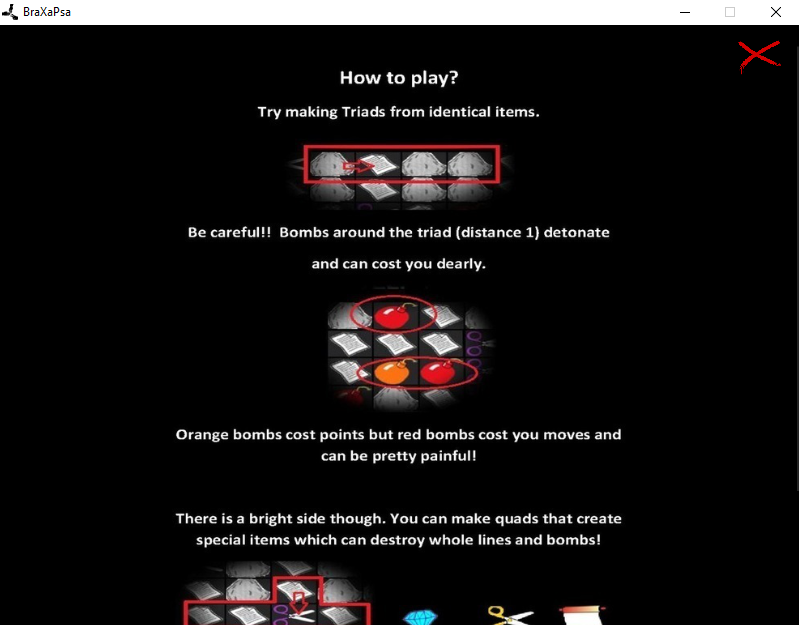 BraXaPsa
How to play?
Try making Triads from identical items.
Be careful!! Bombs around the triad (distance 1) detonate
and can cost you dearly.
Orange bombs cost points but red bombs cost you moves and
can be pretty painful!
There is a bright side though. You can make quads that create
special items which can destroy whole lines and bombs!